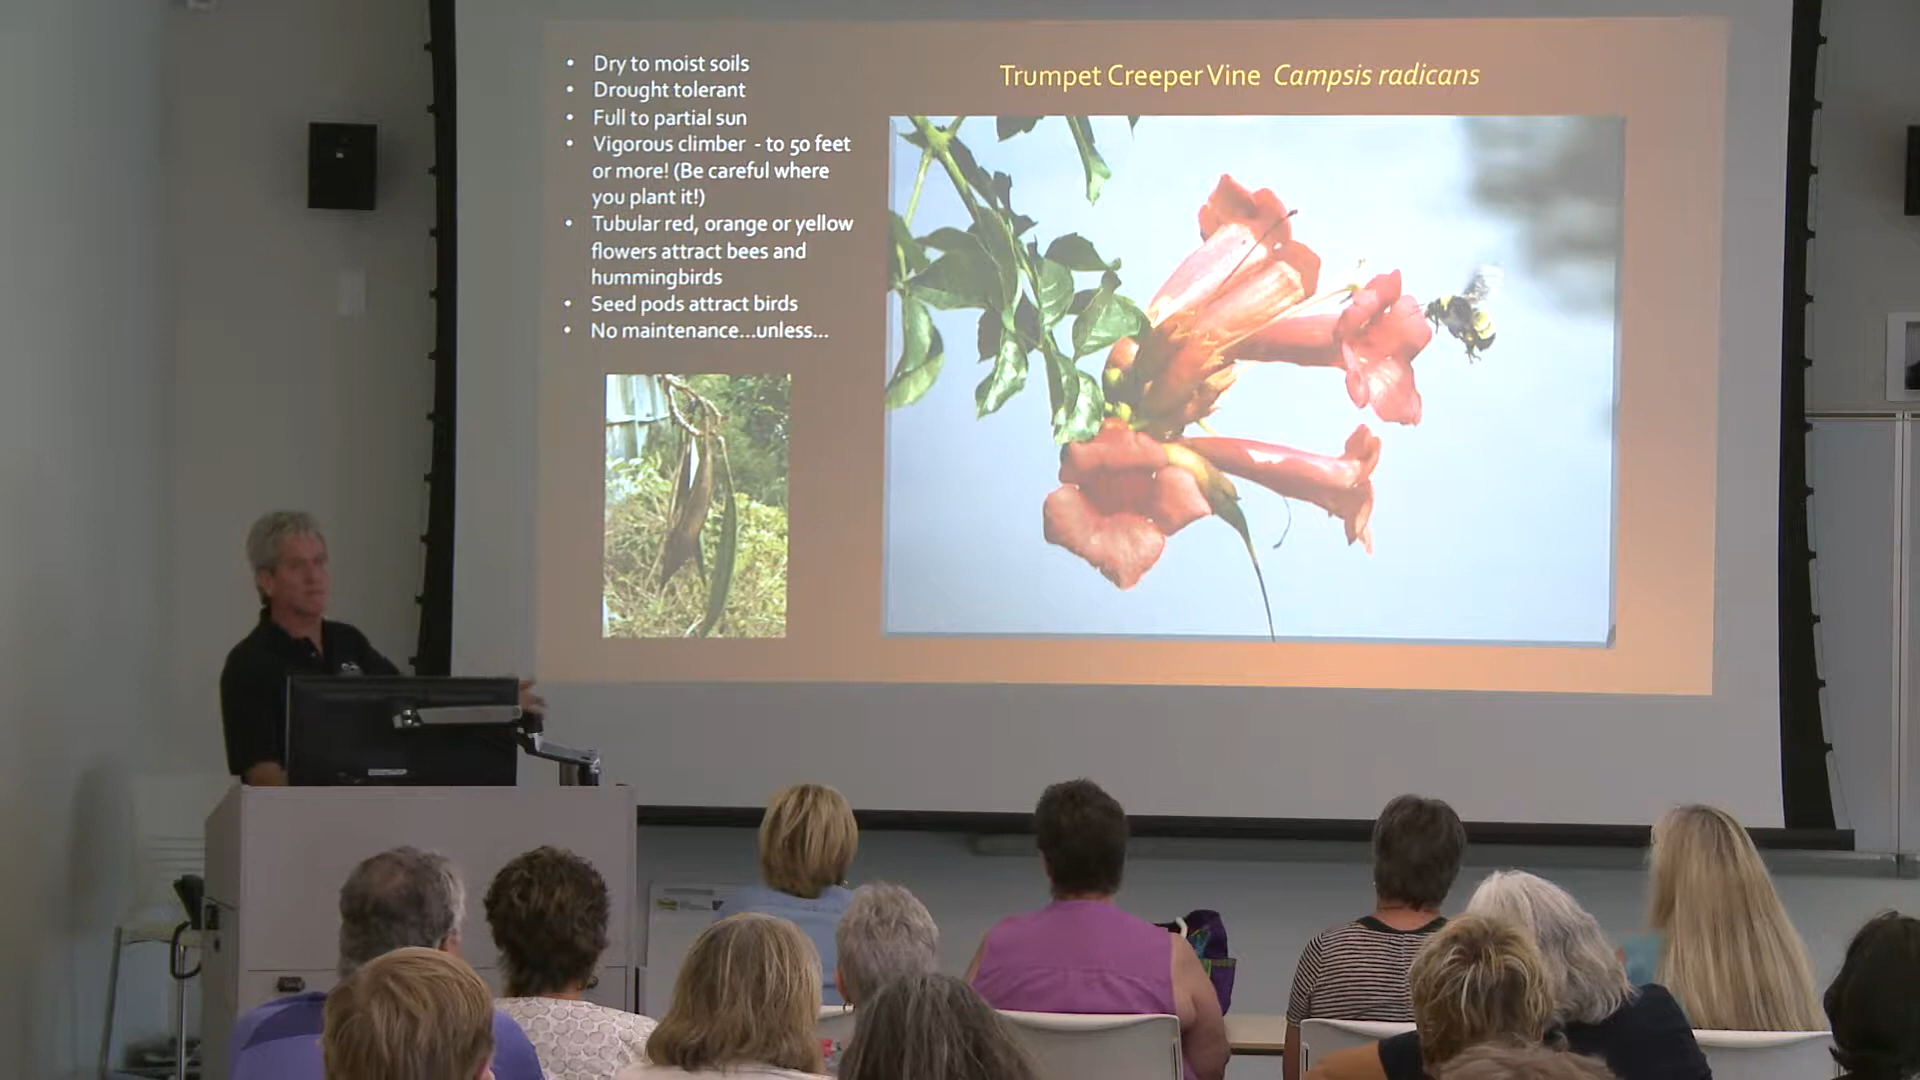 • Dry to moist soils
• Drought tolerant
• Full to partial sun
• Vigorous climber - to 50 feet
or more! (Be careful where
you plant it!)
• Tubular red, orange or yellow
flowers attract bees and
hummingbirds
• Seed pods attract birds
• No maintenance...unless...
Trumpet Creeper Vine Campsis radicans